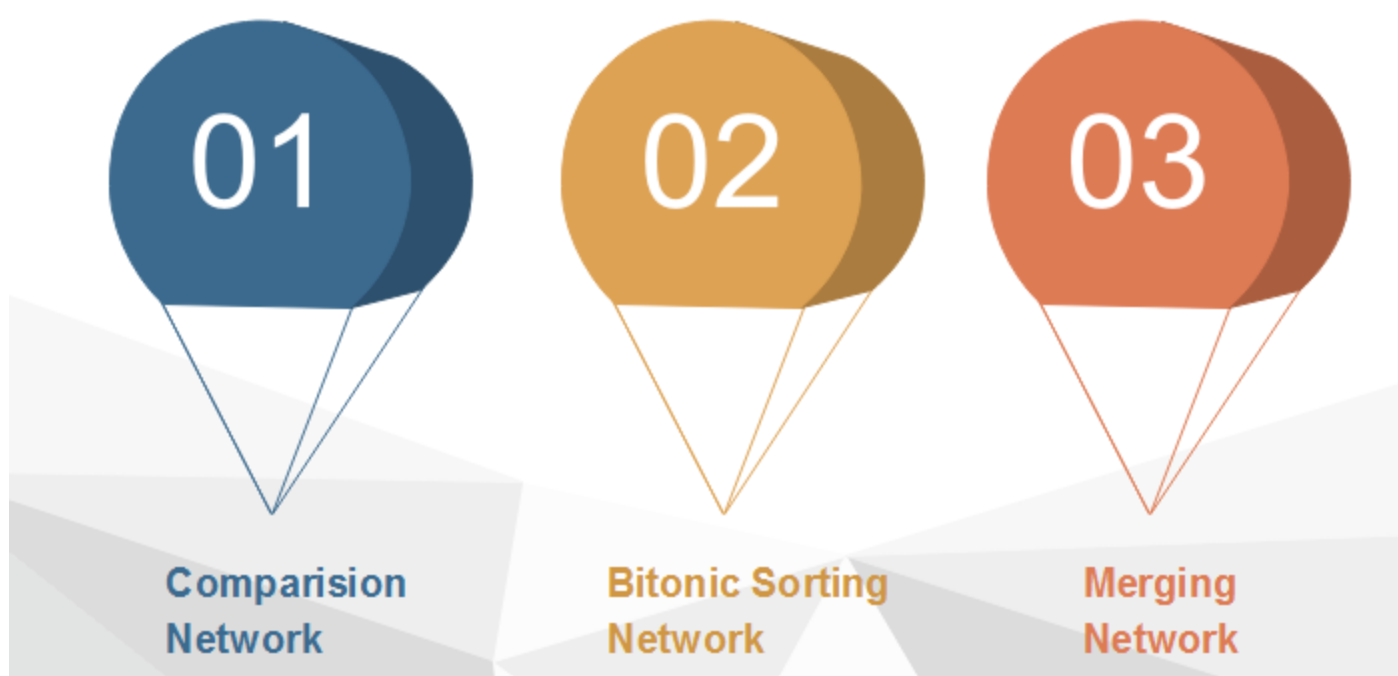 01
Comparision
Network
02
Bitonic Sorting
Network
03
Merging
Network